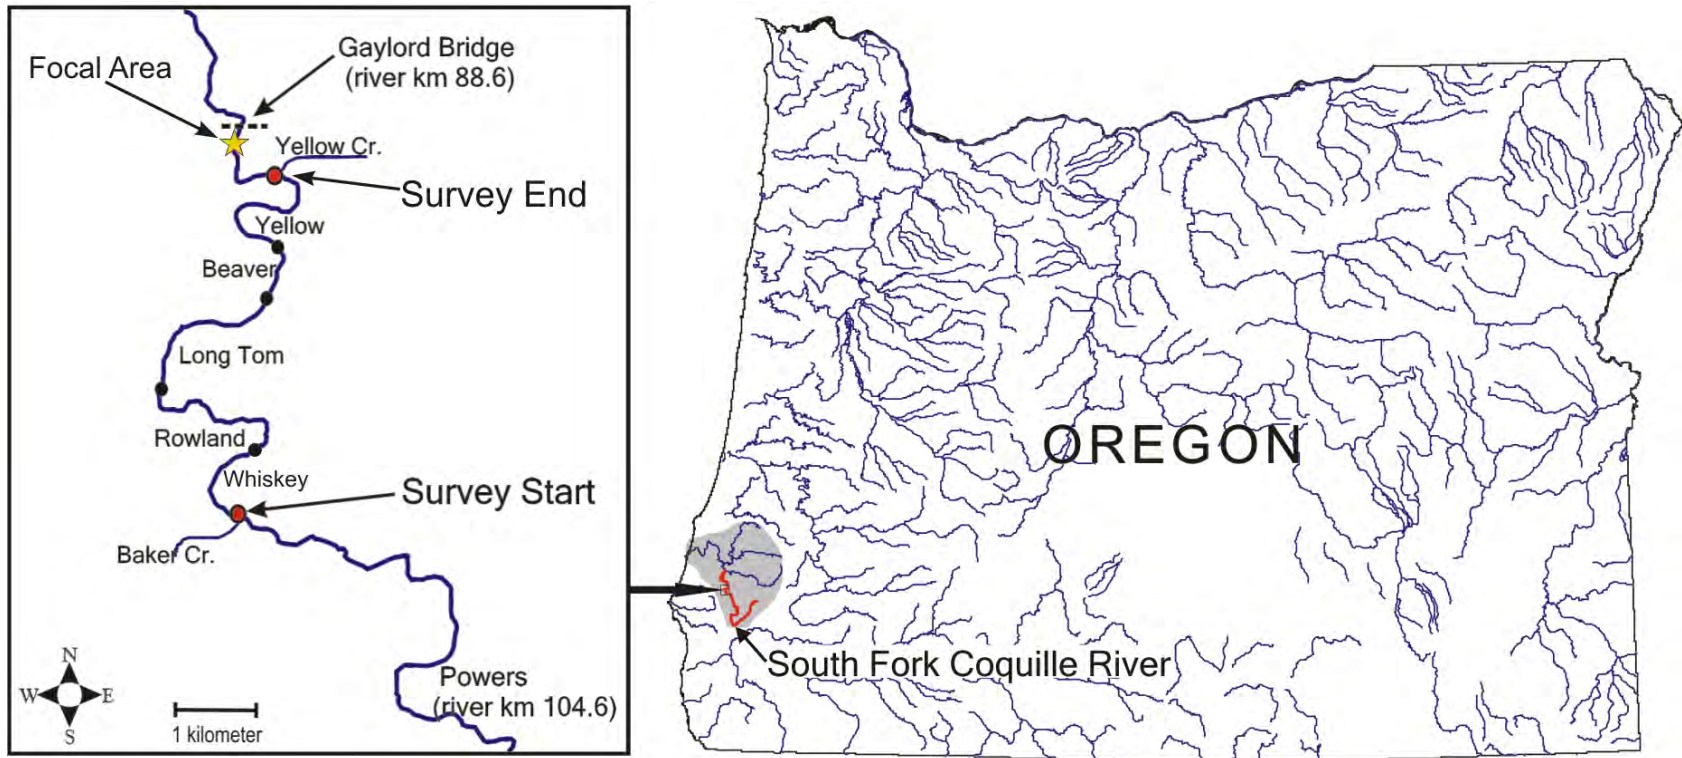 Gaylord Bridge
(river km 88.6)
Focal Area
Yellow Cr.
Survey End
Yellow
Beaver
Long Tom
Rowland
Whiskey
Survey Start
Baker Cr.
Powers
(river km 104.6)
N
W E
S
1 kilometer
OREGON
South Fork Coquille River